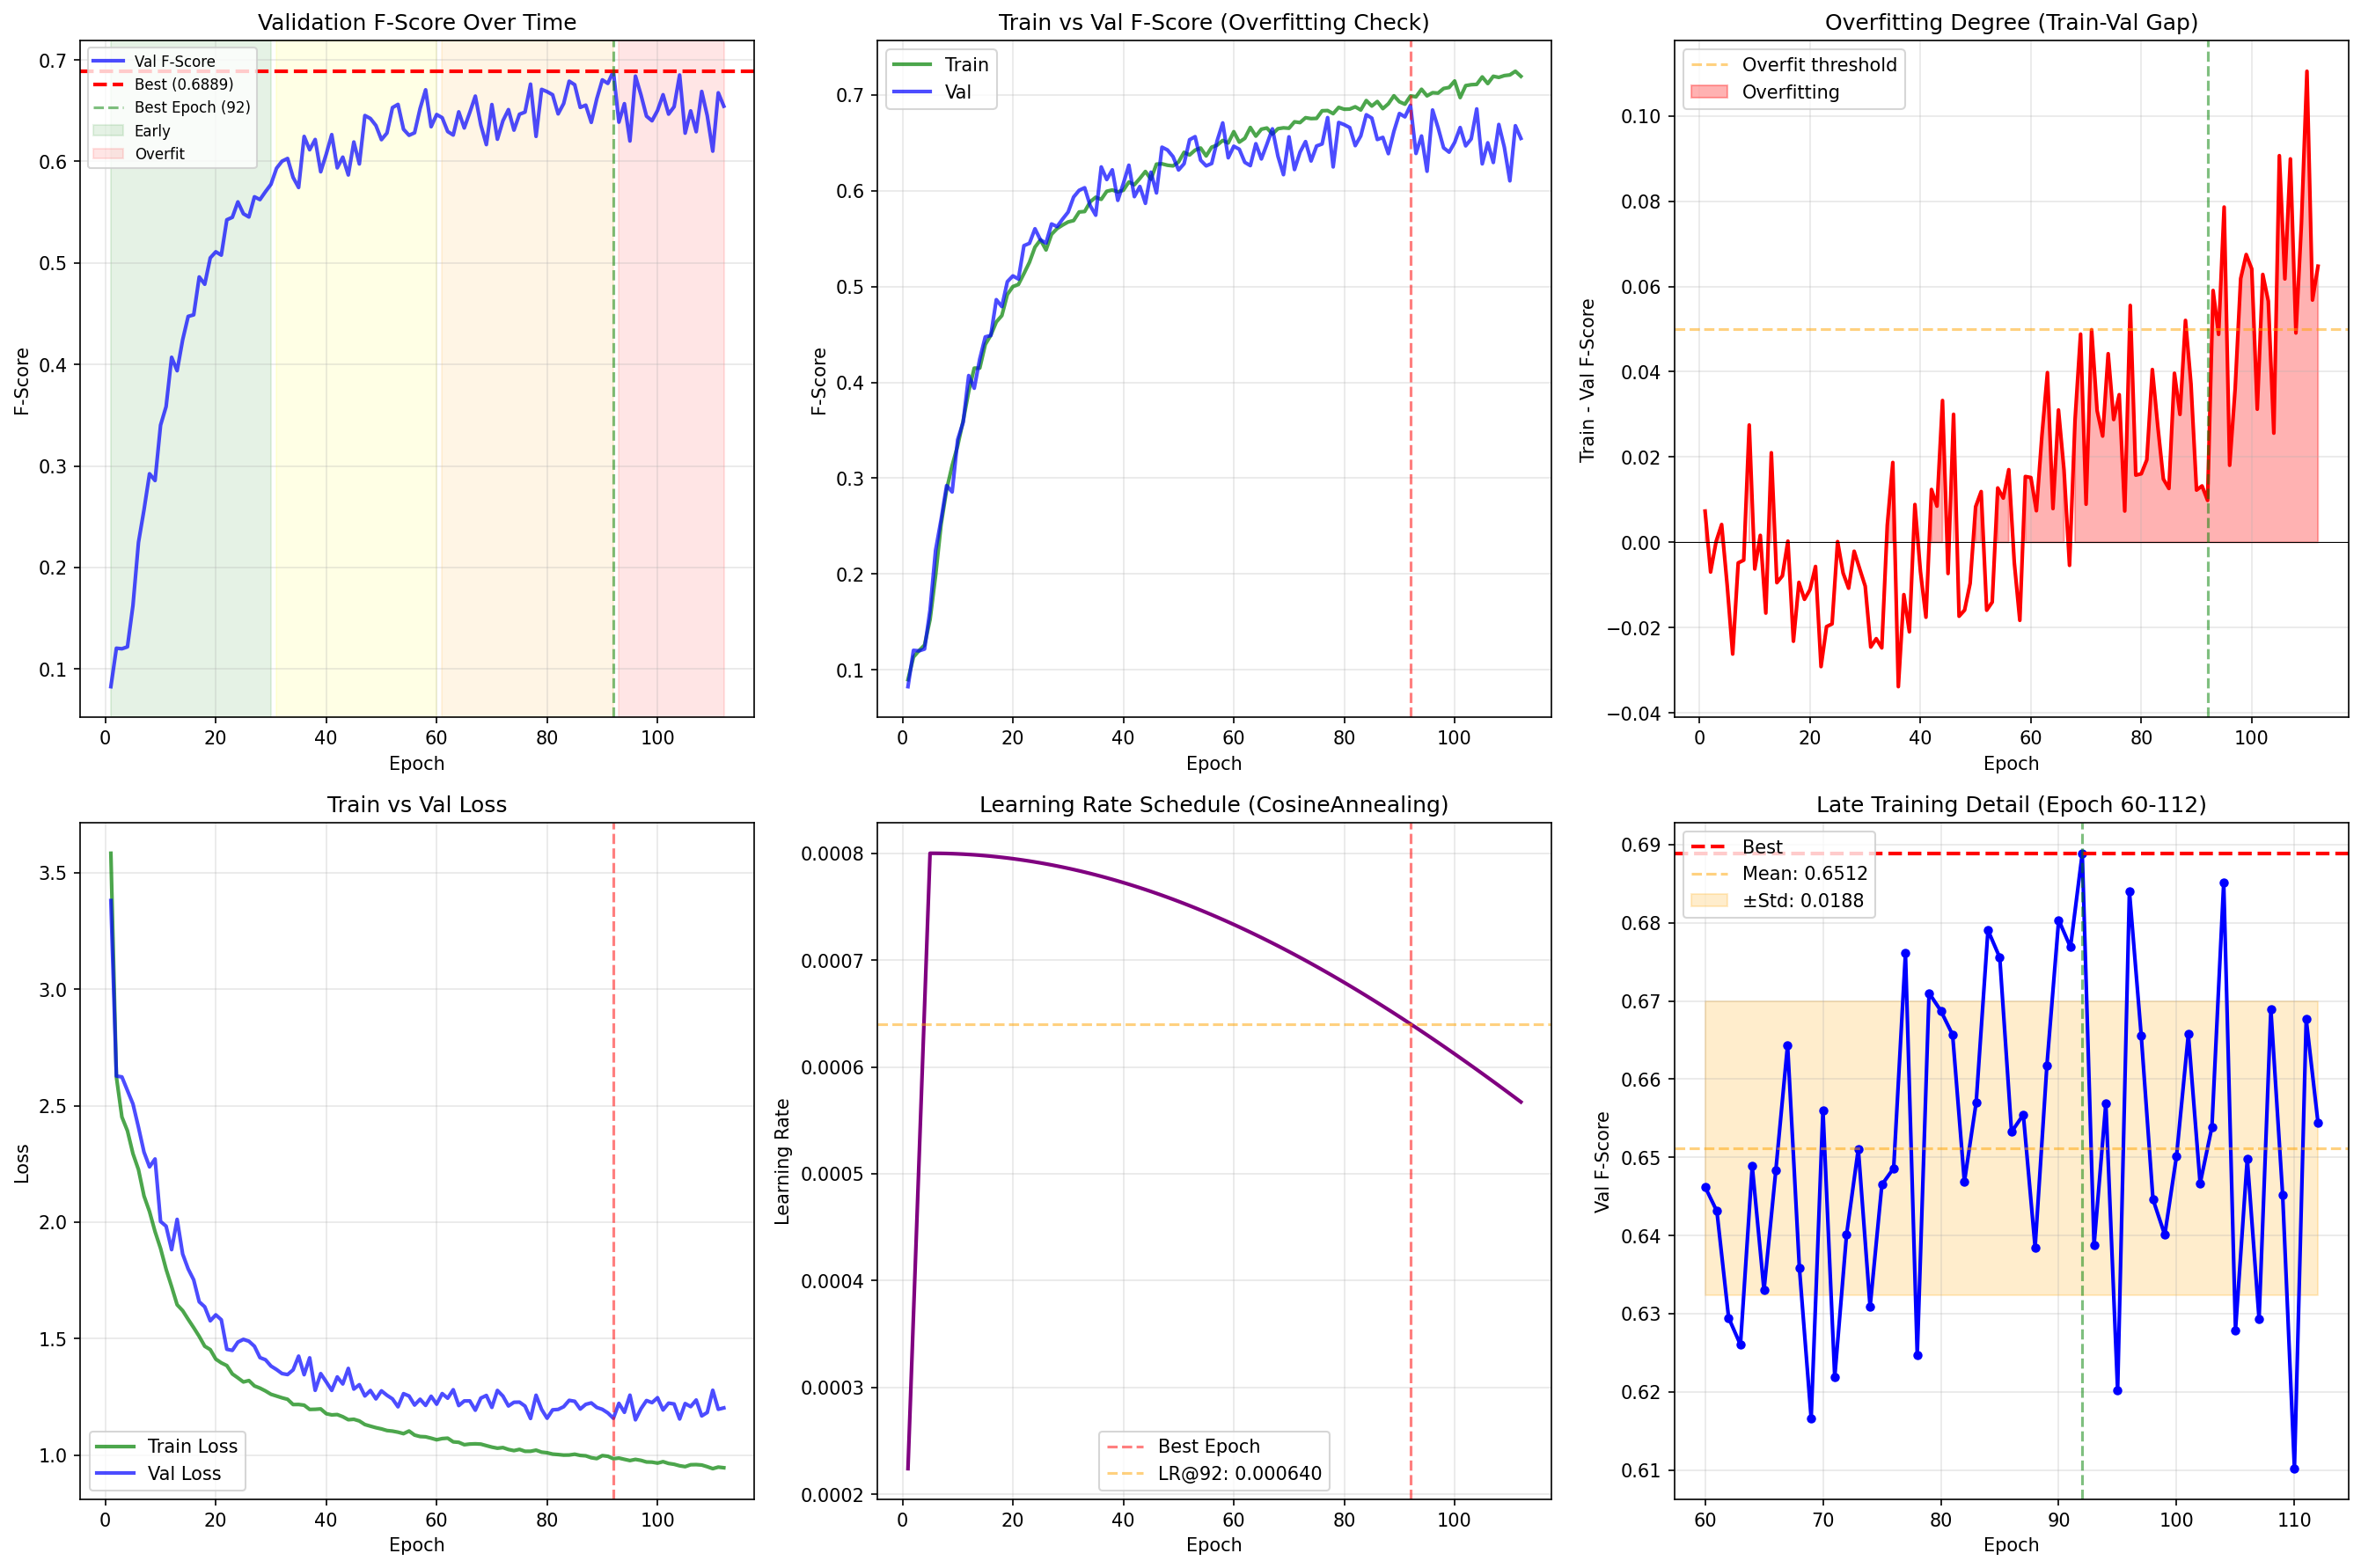 Validation F-Score Over Time
F-Score
0.7
0.6
0.5
0.4
0.3
0.2
0.1
Val F-Score
Best (0.6889)
Best Epoch (92)
Early
Overfit
0 20 40 60 80 100
Epoch
Train vs Val F-Score (Overfitting Check)
F-Score
0.7
0.6
0.5
0.4
0.3
0.2
0.1
Train
Val
0 20 40 60 80 100
Epoch
Overfitting Degree (Train-Val Gap)
Train - Val F-Score
0.10
0.08
0.06
0.04
0.02
0.00
−0.02
−0.04
Overfit threshold
Overfitting
0 20 40 60 80 100
Epoch
Train vs Val Loss
Loss
3.5
3.0
2.5
2.0
1.5
1.0
Train Loss
Val Loss
0 20 40 60 80 100
Epoch
Learning Rate Schedule (CosineAnnealing)
Learning Rate
0.0008
0.0007
0.0006
0.0005
0.0004
0.0003
0.0002
Best Epoch
LR@92: 0.000640
0 20 40 60 80 100
Epoch
Late Training Detail (Epoch 60-112)
Val F-Score
0.69
0.68
0.67
0.66
0.65
0.64
0.63
0.62
0.61
Best
Mean: 0.6512
±Std: 0.0188
60 70 80 90 100 110
Epoch